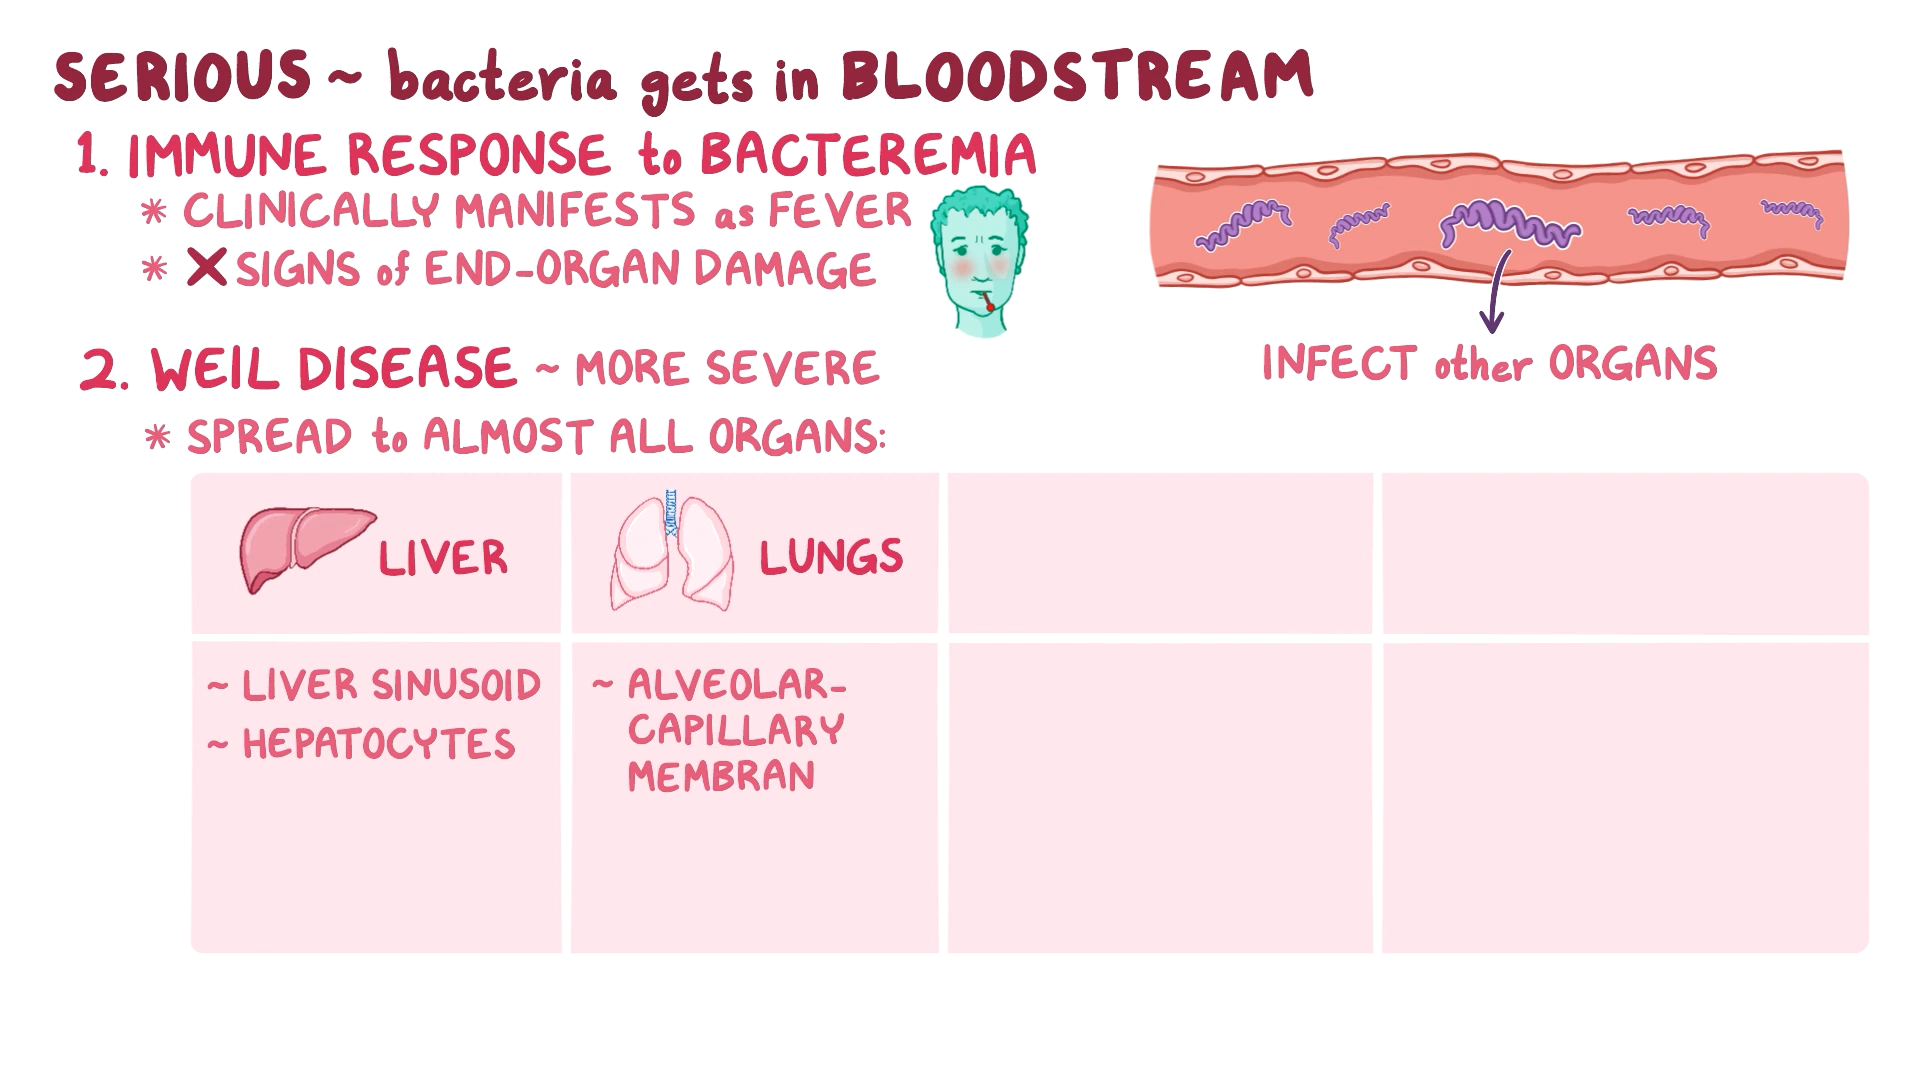 SERIOUS ~ bacteria gets in BLOODSTREAM
1. IMMUNE RESPONSE to BACTEREMIA
* CLINICALLY MANIFESTS as FEVER
* ✗ SIGNS of END-ORGAN DAMAGE
INFECT other ORGANS
2. WEIL DISEASE ~ MORE SEVERE
* SPREAD to ALMOST ALL ORGANS:
LIVER
LUNGS
~ LIVER SINUSOID
~ HEPATOCYTES
~ ALVEOLAR-
CAPILLARY
MEMBRAN